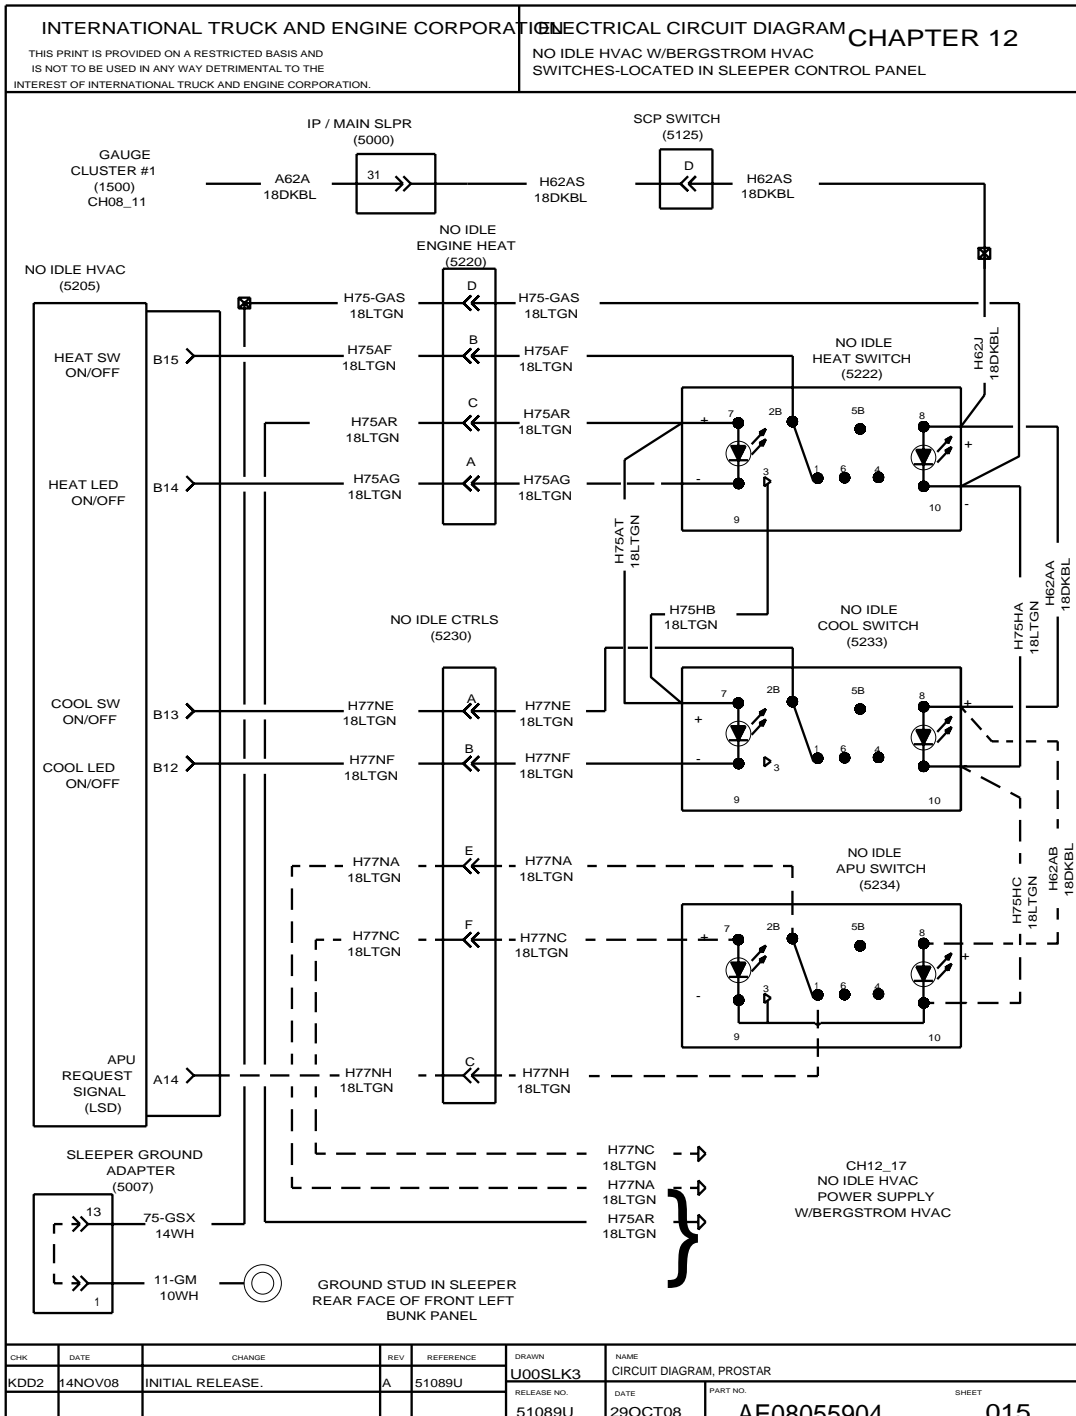 INTERNATIONAL TRUCK AND ENGINE CORPORATION
THIS PRINT IS PROVIDED ON A RESTRICTED BASIS AND
IS NOT TO BE USED IN ANY WAY DETRIMENTAL TO THE
INTEREST OF INTERNATIONAL TRUCK AND ENGINE CORPORATION.
ELECTRICAL CIRCUIT DIAGRAM
CHAPTER 12
NO IDLE HVAC W/BERGSTROM HVAC
SWITCHES-LOCATED IN SLEEPER CONTROL PANEL
IP / MAIN SLPR
(5000)
SCP SWITCH
(5125)
GAUGE
CLUSTER #1
(1500)
CH08_11
A62A
18DKBL
31
H62AS
18DKBL
D
H62AS
18DKBL
NO IDLE
ENGINE HEAT
(5220)
NO IDLE HVAC
(5205)
H75-GAS
18LTGN
D
H75-GAS
18LTGN
HEAT SW
ON/OFF
B15
H75AF
18LTGN
B
H75AF
18LTGN
NO IDLE
HEAT SWITCH
(5222)
H62J
18DKBL
H75AR
18LTGN
C
H75AR
18LTGN
+
7
2B
5B
8
+
HEAT LED
ON/OFF
B14
H75AG
18LTGN
A
H75AG
18LTGN
-
3
1
6
4
9
10
-
H75AT
18LTGN
H75HB
18LTGN
H75HA
18LTGN
H62AA
18DKBL
NO IDLE CTRLS
(5230)
NO IDLE
COOL SWITCH
(5233)
COOL SW
ON/OFF
B13
H77NE
18LTGN
A
H77NE
18LTGN
7
2B
5B
8
+
+
COOL LED
ON/OFF
B12
H77NF
18LTGN
B
H77NF
18LTGN
-
3
1
6
4
9
10
H75HC
18LTGN
H62AB
18DKBL
NO IDLE
APU SWITCH
(5234)
H77NA
18LTGN
E
H77NA
18LTGN
H77NC
18LTGN
F
H77NC
18LTGN
+
7
2B
5B
8
+
-
3
1
6
4
9
10
APU
REQUEST
SIGNAL
(LSD)
A14
H77NH
18LTGN
C
H77NH
18LTGN
H77NC
18LTGN
H77NA
18LTGN
H75AR
18LTGN
}
CH12_17
NO IDLE HVAC
POWER SUPPLY
W/BERGSTROM HVAC
SLEEPER GROUND
ADAPTER
(5007)
13
75-GSX
14WH
11-GM
10WH
1
GROUND STUD IN SLEEPER
REAR FACE OF FRONT LEFT
BUNK PANEL
CHK DATE CHANGE REV REFERENCE
KDD2 14NOV08 INITIAL RELEASE. A 51089U
DRAWN
U00SLK3
NAME
CIRCUIT DIAGRAM, PROSTAR
RELEASE NO.
51089U
DATE
29OCT08
PART NO.
AE08055904
SHEET
015